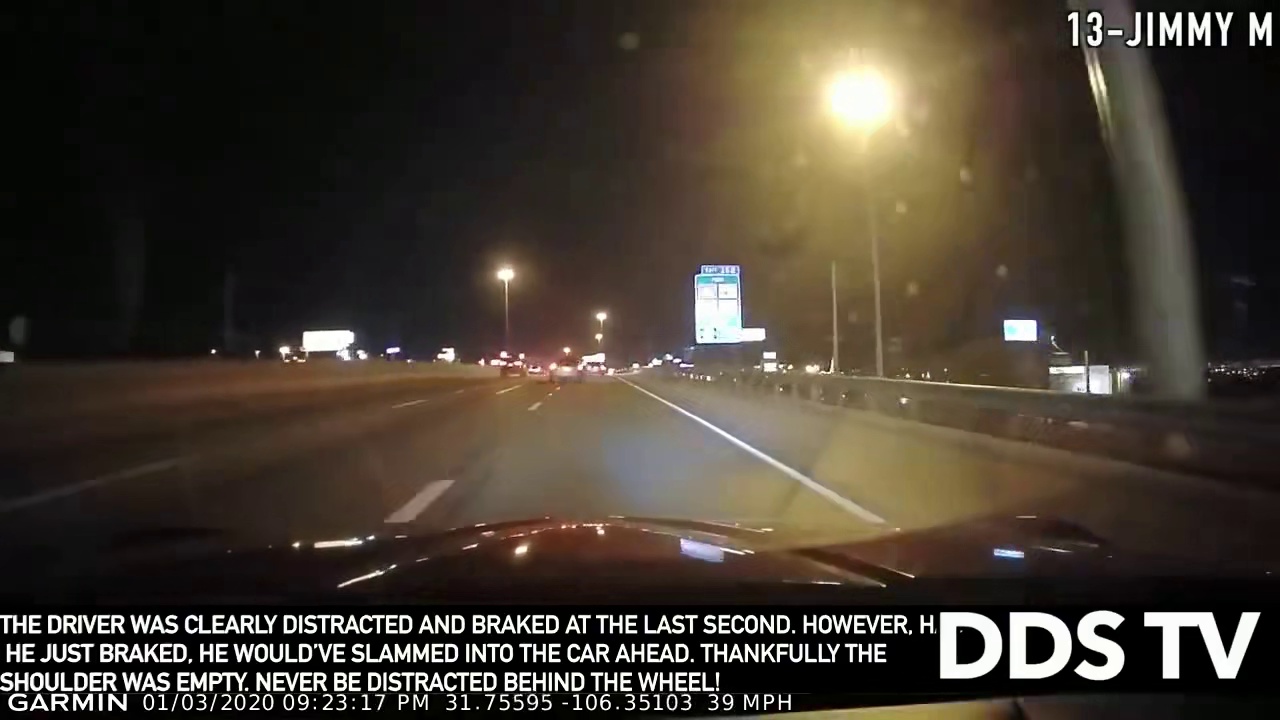 13-JIMMY M
THE DRIVER WAS CLEARLY DISTRACTED AND BRAKED AT THE LAST SECOND. HOWEVER, H
HE JUST BRAKED, HE WOULD'VE SLAMMED INTO THE CAR AHEAD. THANKFULLY THE
SHOULDER WAS EMPTY. NEVER BE DISTRACTED BEHIND THE WHEEL!
DDS TV
GARMIN 01/03/2020 09:23:17 PM 31.75595 -106.35103 39 MPH